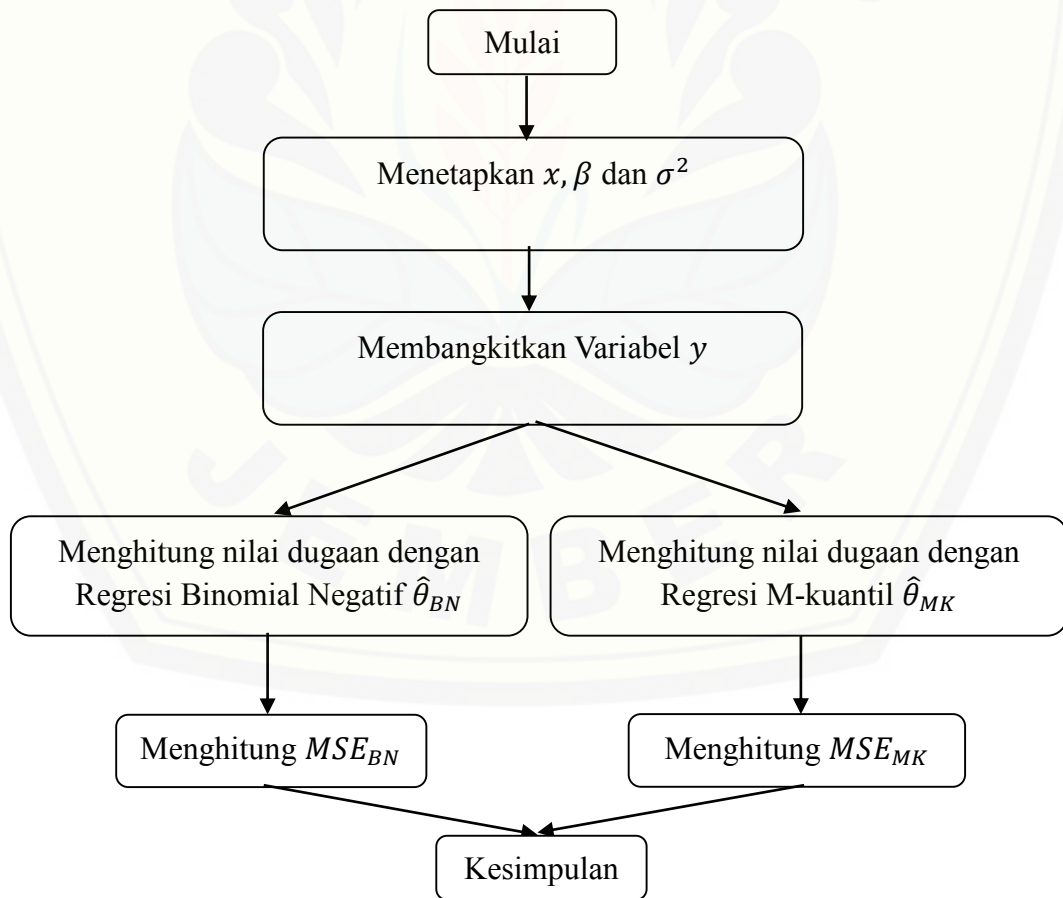 Mulai
Menetapkan x, β dan σ²
Membangkitkan Variabel y
Menghitung nilai dugaan dengan
Regresi Binomial Negatif θ̂_BN
Menghitung nilai dugaan dengan
Regresi M-kuantil θ̂_MK
Menghitung MSE_BN
Menghitung MSE_MK
Kesimpulan
JEMBER